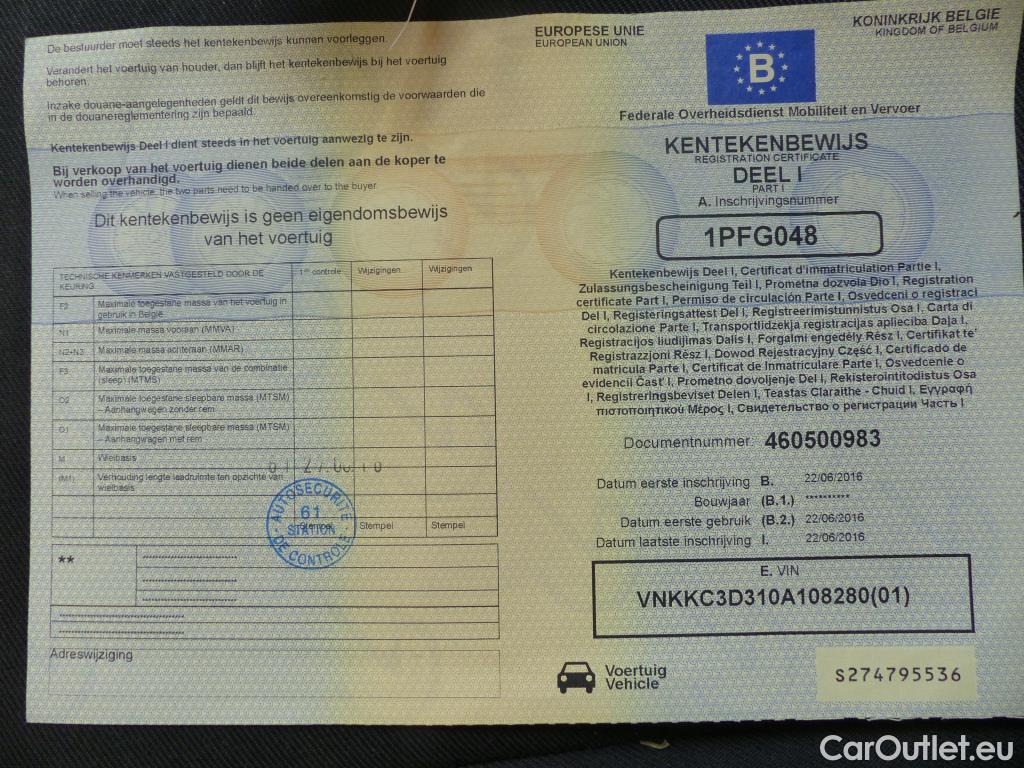 De bestuurder moet steeds het kentekenbewijs kunnen voorleggen.
Verandert het voertuig van houder, dan blijft het kentekenbewijs bij het voertuig
behoren.
Inzake douane-aangelegenheden geldt dit bewijs overeenkomstig de voorwaarden die
in de douanereglementering zijn bepaald.
Kentekenbewijs Deel I dient steeds in het voertuig aanwezig te zijn.
Bij verkoop van het voertuig dienen beide delen aan de koper te
worden overhandigd.
When selling the vehicle, the two parts need to be handed over to the buyer
Dit kentekenbewijs is geen eigendomsbewijs
van het voertuig
TECHNISCHE KENMERKEN VASTGESTELD DOOR DE
KEURING
1ste controle
Wijzigingen
Wijzigingen
F2 Maximale toegestane massa van het voertuig in
gebruik in België
N1 Maximale massa vooraan (MMVA)
N2+N3 Maximale massa achteraan (MMAR)
F3 Maximale toegestane massa van de combinatie
(sleep) (MTMS)
O2 Maximale toegestane sleepbare massa (MTSM)
– Aanhangwagen zonder rem
O1 Maximale toegestane sleepbare massa (MTSM)
– Aanhangwagen met rem
M Wielbasis
(M1) Verhouding lengte laadruimte ten opzichte van
wielbasis
AUTOSECURITE
61
STATION
DE CONTROLE
Stempel
Stempel
Stempel
**
Adreswijziging
EUROPESE UNIE
EUROPEAN UNION
KONINKRIJK BELGIE
KINGDOM OF BELGIUM
B
Federale Overheidsdienst Mobiliteit en Vervoer
KENTEKENBEWIJS
REGISTRATION CERTIFICATE
DEEL I
PART I
A. Inschrijvingsnummer
1PFG048
Kentekenbewijs Deel I, Certificat d'immatriculation Partie I,
Zulassungsbescheinigung Teil I, Prometna dozvola Dio I, Registration
certificate Part I, Permiso de circulación Parte I, Osvedceni o registraci
Del I, Registeringsattest Del I, Registreerimistunnistus Osa I, Carta di
circolazione Parte I, Transportlidzekja registracijas aplieciba Daļa I,
Registracijos liudijimas Dalis I, Forgalmi engedély Rész I, Certifikat te'
Registrazzjoni Rész I, Dowod Rejestracyjny Część I, Certificado de
matricula Parte I, Certificat de Inmatriculare Parte I, Osvedcenie o
evidencii Časť I, Prometno dovoljenje Del I, Rekisterointitodistus Osa
I, Registreringsbeviset Delen I, Teastas Claraithe - Chuid I, Εγγραφή
πιστοποιητικού Μέρος I, Свидетельство о регистрации Часть I
Documentnummer: 460500983
Datum eerste inschrijving B. 22/06/2016
Bouwjaar (B.1.) **********
Datum eerste gebruik (B.2.) 22/06/2016
Datum laatste inschrijving I. 22/06/2016
E. VIN
VNKKC3D310A108280(01)
Voertuig
Vehicle
S274795536
CarOutlet.eu